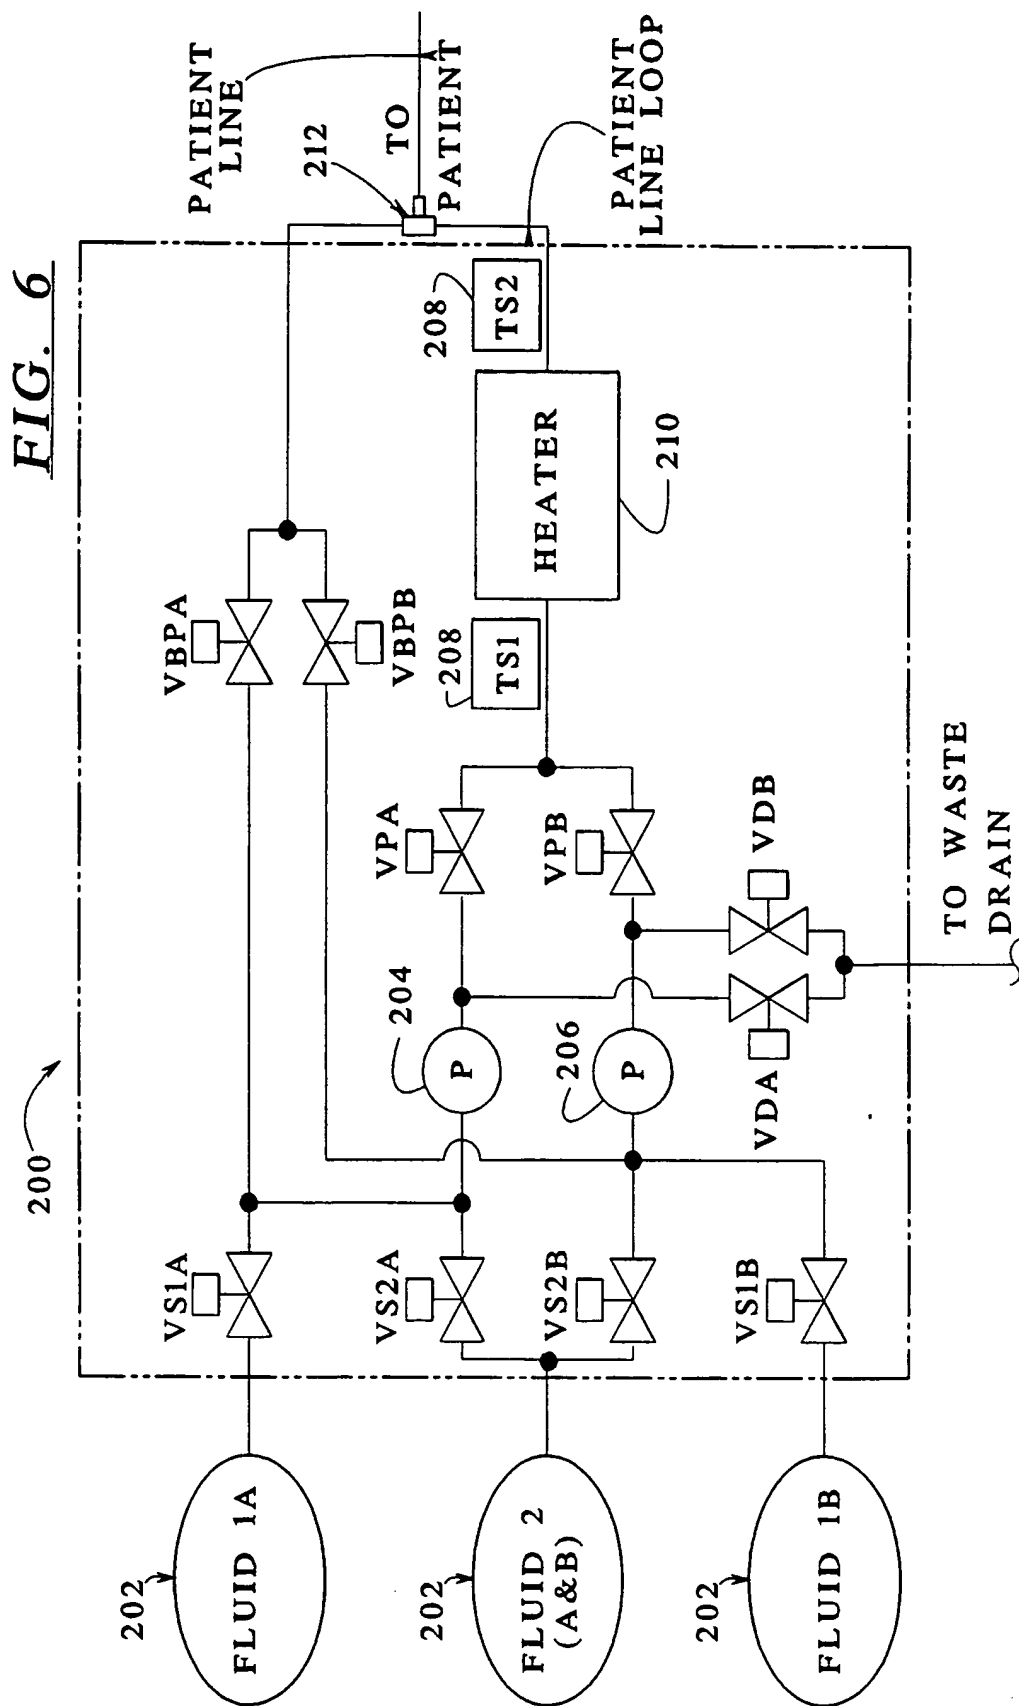 FIG. 6
200
VS1A
VBPA
VBPB
212
PATIENT
LINE
TO
PATIENT
PATIENT
LINE LOOP
202
FLUID 1A
VS2A
204
P
VPA
208
TS1
HEATER
210
208
TS2
202
FLUID 2
(A&B)
VS2B
206
P
VPB
202
FLUID 1B
VS1B
VDA
VDB
TO WASTE
DRAIN